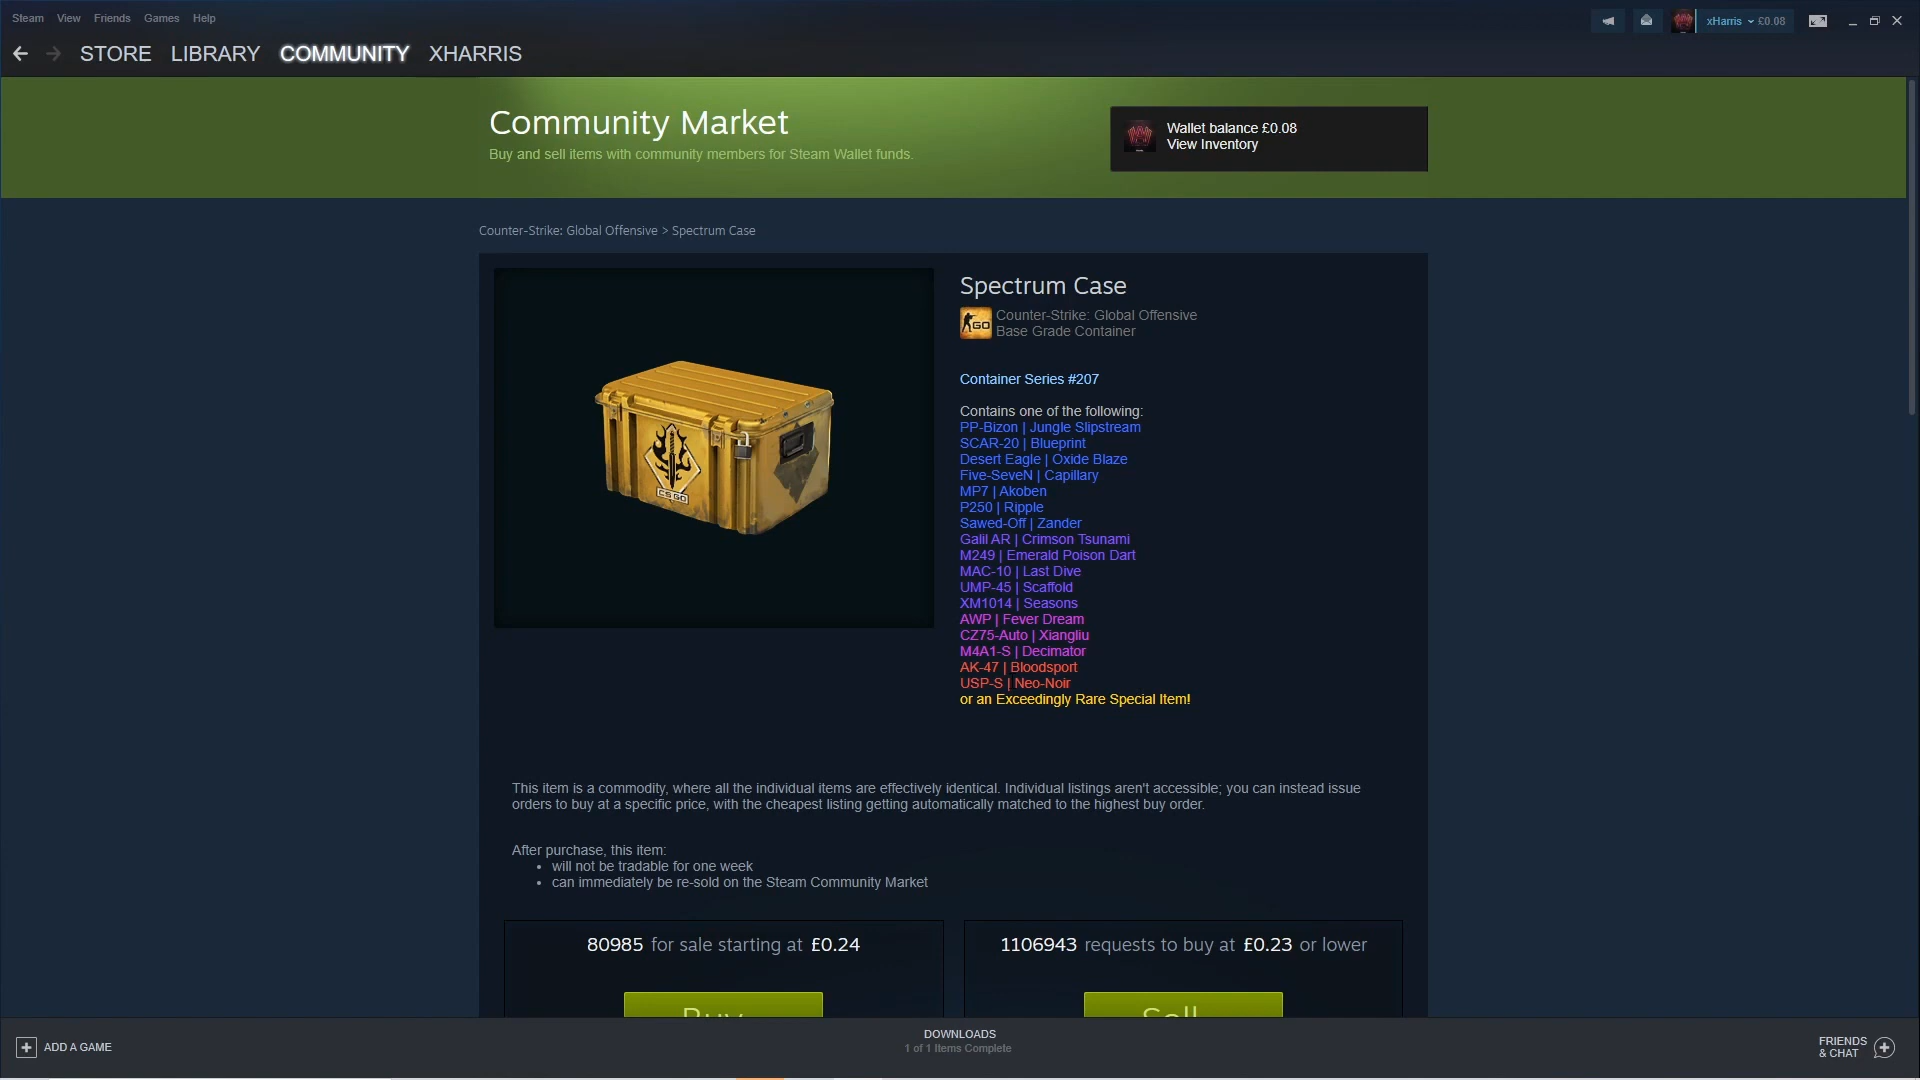 Steam View Friends Games Help
xHarris £0.08
STORE LIBRARY COMMUNITY XHARRIS
Community Market
Buy and sell items with community members for Steam Wallet funds.
Wallet balance £0.08
View Inventory
Counter-Strike: Global Offensive > Spectrum Case
CS GO
Spectrum Case
GO
Counter-Strike: Global Offensive
Base Grade Container
Container Series #207
Contains one of the following:
PP-Bizon | Jungle Slipstream
SCAR-20 | Blueprint
Desert Eagle | Oxide Blaze
Five-SeveN | Capillary
MP7 | Akoben
P250 | Ripple
Sawed-Off | Zander
Galil AR | Crimson Tsunami
M249 | Emerald Poison Dart
MAC-10 | Last Dive
UMP-45 | Scaffold
XM1014 | Seasons
AWP | Fever Dream
CZ75-Auto | Xiangliu
M4A1-S | Decimator
AK-47 | Bloodsport
USP-S | Neo-Noir
or an Exceedingly Rare Special Item!
This item is a commodity, where all the individual items are effectively identical. Individual listings aren't accessible; you can instead issue
orders to buy at a specific price, with the cheapest listing getting automatically matched to the highest buy order.
After purchase, this item:
• will not be tradable for one week
• can immediately be re-sold on the Steam Community Market
80985 for sale starting at £0.24
1106943 requests to buy at £0.23 or lower
Buy...
Sell...
ADD A GAME
DOWNLOADS
1 of 1 Items Complete
FRIENDS
& CHAT